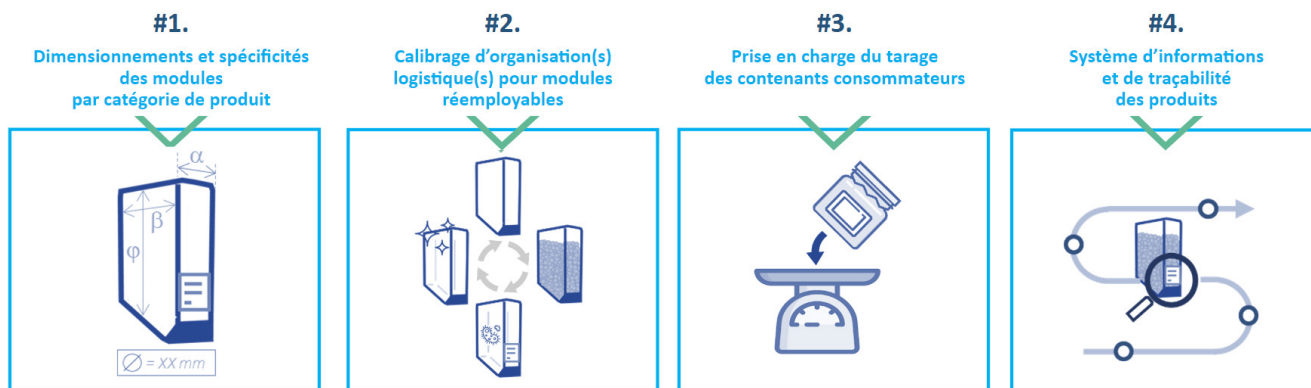 #1.
Dimensionnements et spécificités
des modules
par catégorie de produit
#2.
Calibrage d'organisation(s)
logistique(s) pour modules
réemployables
#3.
Prise en charge du tarage
des contenants consommateurs
#4.
Système d'informations
et de traçabilité
des produits
α
β
φ
∅ = XX mm